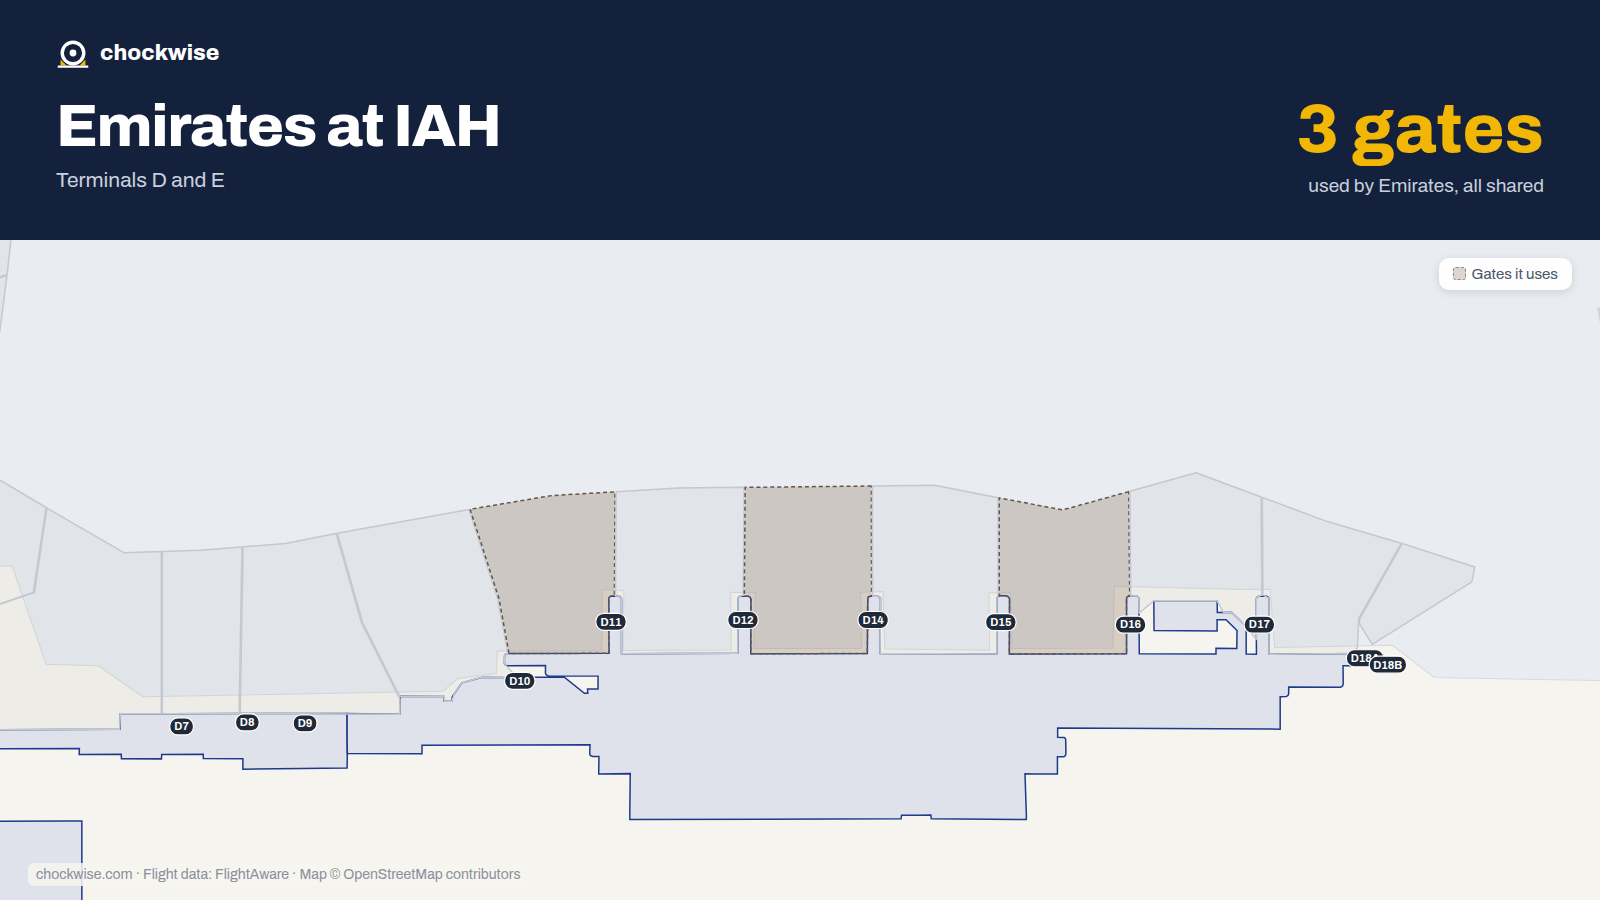 chockwise
Emirates at IAH
Terminals D and E
3 gates
used by Emirates, all shared
Gates it uses
D11
D12
D14
D15
D16
D17
D10
D18A
D18B
D7
D8
D9
chockwise.com · Flight data: FlightAware · Map © OpenStreetMap contributors